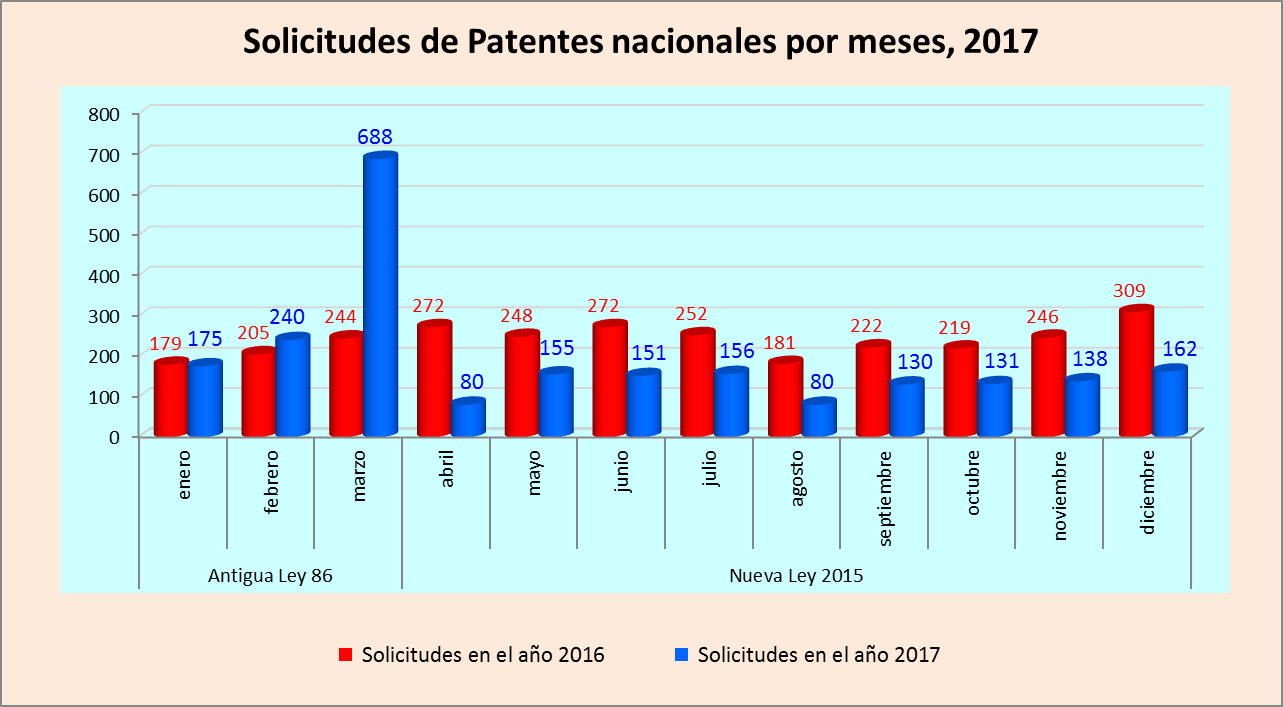 Solicitudes de Patentes nacionales por meses, 2017
800
700
600
500
400
300
200
100
0
179
175
205
240
244
688
272
80
248
155
272
151
252
156
181
80
222
130
219
131
246
138
309
162
enero
febrero
marzo
abril
mayo
junio
julio
agosto
septiembre
octubre
noviembre
diciembre
Antigua Ley 86
Nueva Ley 2015
Solicitudes en el año 2016
Solicitudes en el año 2017